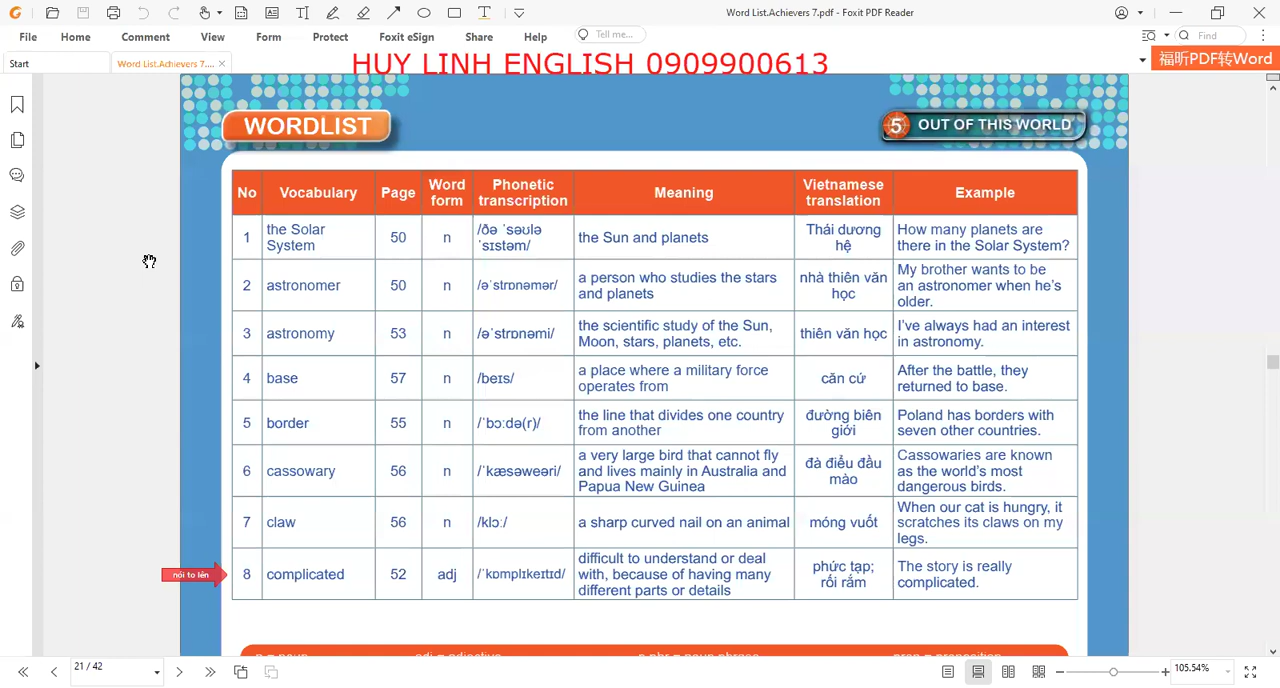 Word List.Achievers 7.pdf - Foxit PDF Reader
File Home Comment View Form Protect Foxit eSign Share Help Tell me... Find
Start Word List.Achievers 7....
HUY LINH ENGLISH 0909900613
福昕PDF转Word
WORDLIST
5 OUT OF THIS WORLD
No Vocabulary Page Word form Phonetic transcription Meaning Vietnamese translation Example
1 the Solar System 50 n /ðə ˈsəʊlə ˈsɪstəm/ the Sun and planets Thái dương hệ How many planets are there in the Solar System?
2 astronomer 50 n /əˈstrɒnəmər/ a person who studies the stars and planets nhà thiên văn học My brother wants to be an astronomer when he's older.
3 astronomy 53 n /əˈstrɒnəmi/ the scientific study of the Sun, Moon, stars, planets, etc. thiên văn học I've always had an interest in astronomy.
4 base 57 n /beɪs/ a place where a military force operates from căn cứ After the battle, they returned to base.
5 border 55 n /ˈbɔːdə(r)/ the line that divides one country from another đường biên giới Poland has borders with seven other countries.
6 cassowary 56 n /ˈkæsəweəri/ a very large bird that cannot fly and lives mainly in Australia and Papua New Guinea đà điểu đầu mào Cassowaries are known as the world's most dangerous birds.
7 claw 56 n /klɔː/ a sharp curved nail on an animal móng vuốt When our cat is hungry, it scratches its claws on my legs.
nói to lên
8 complicated 52 adj /ˈkɒmplɪkeɪtɪd/ difficult to understand or deal with, because of having many different parts or details phức tạp; rối rắm The story is really complicated.
n = noun adj = adjective n phr = noun phrase prep = preposition
21 / 42
105.54%